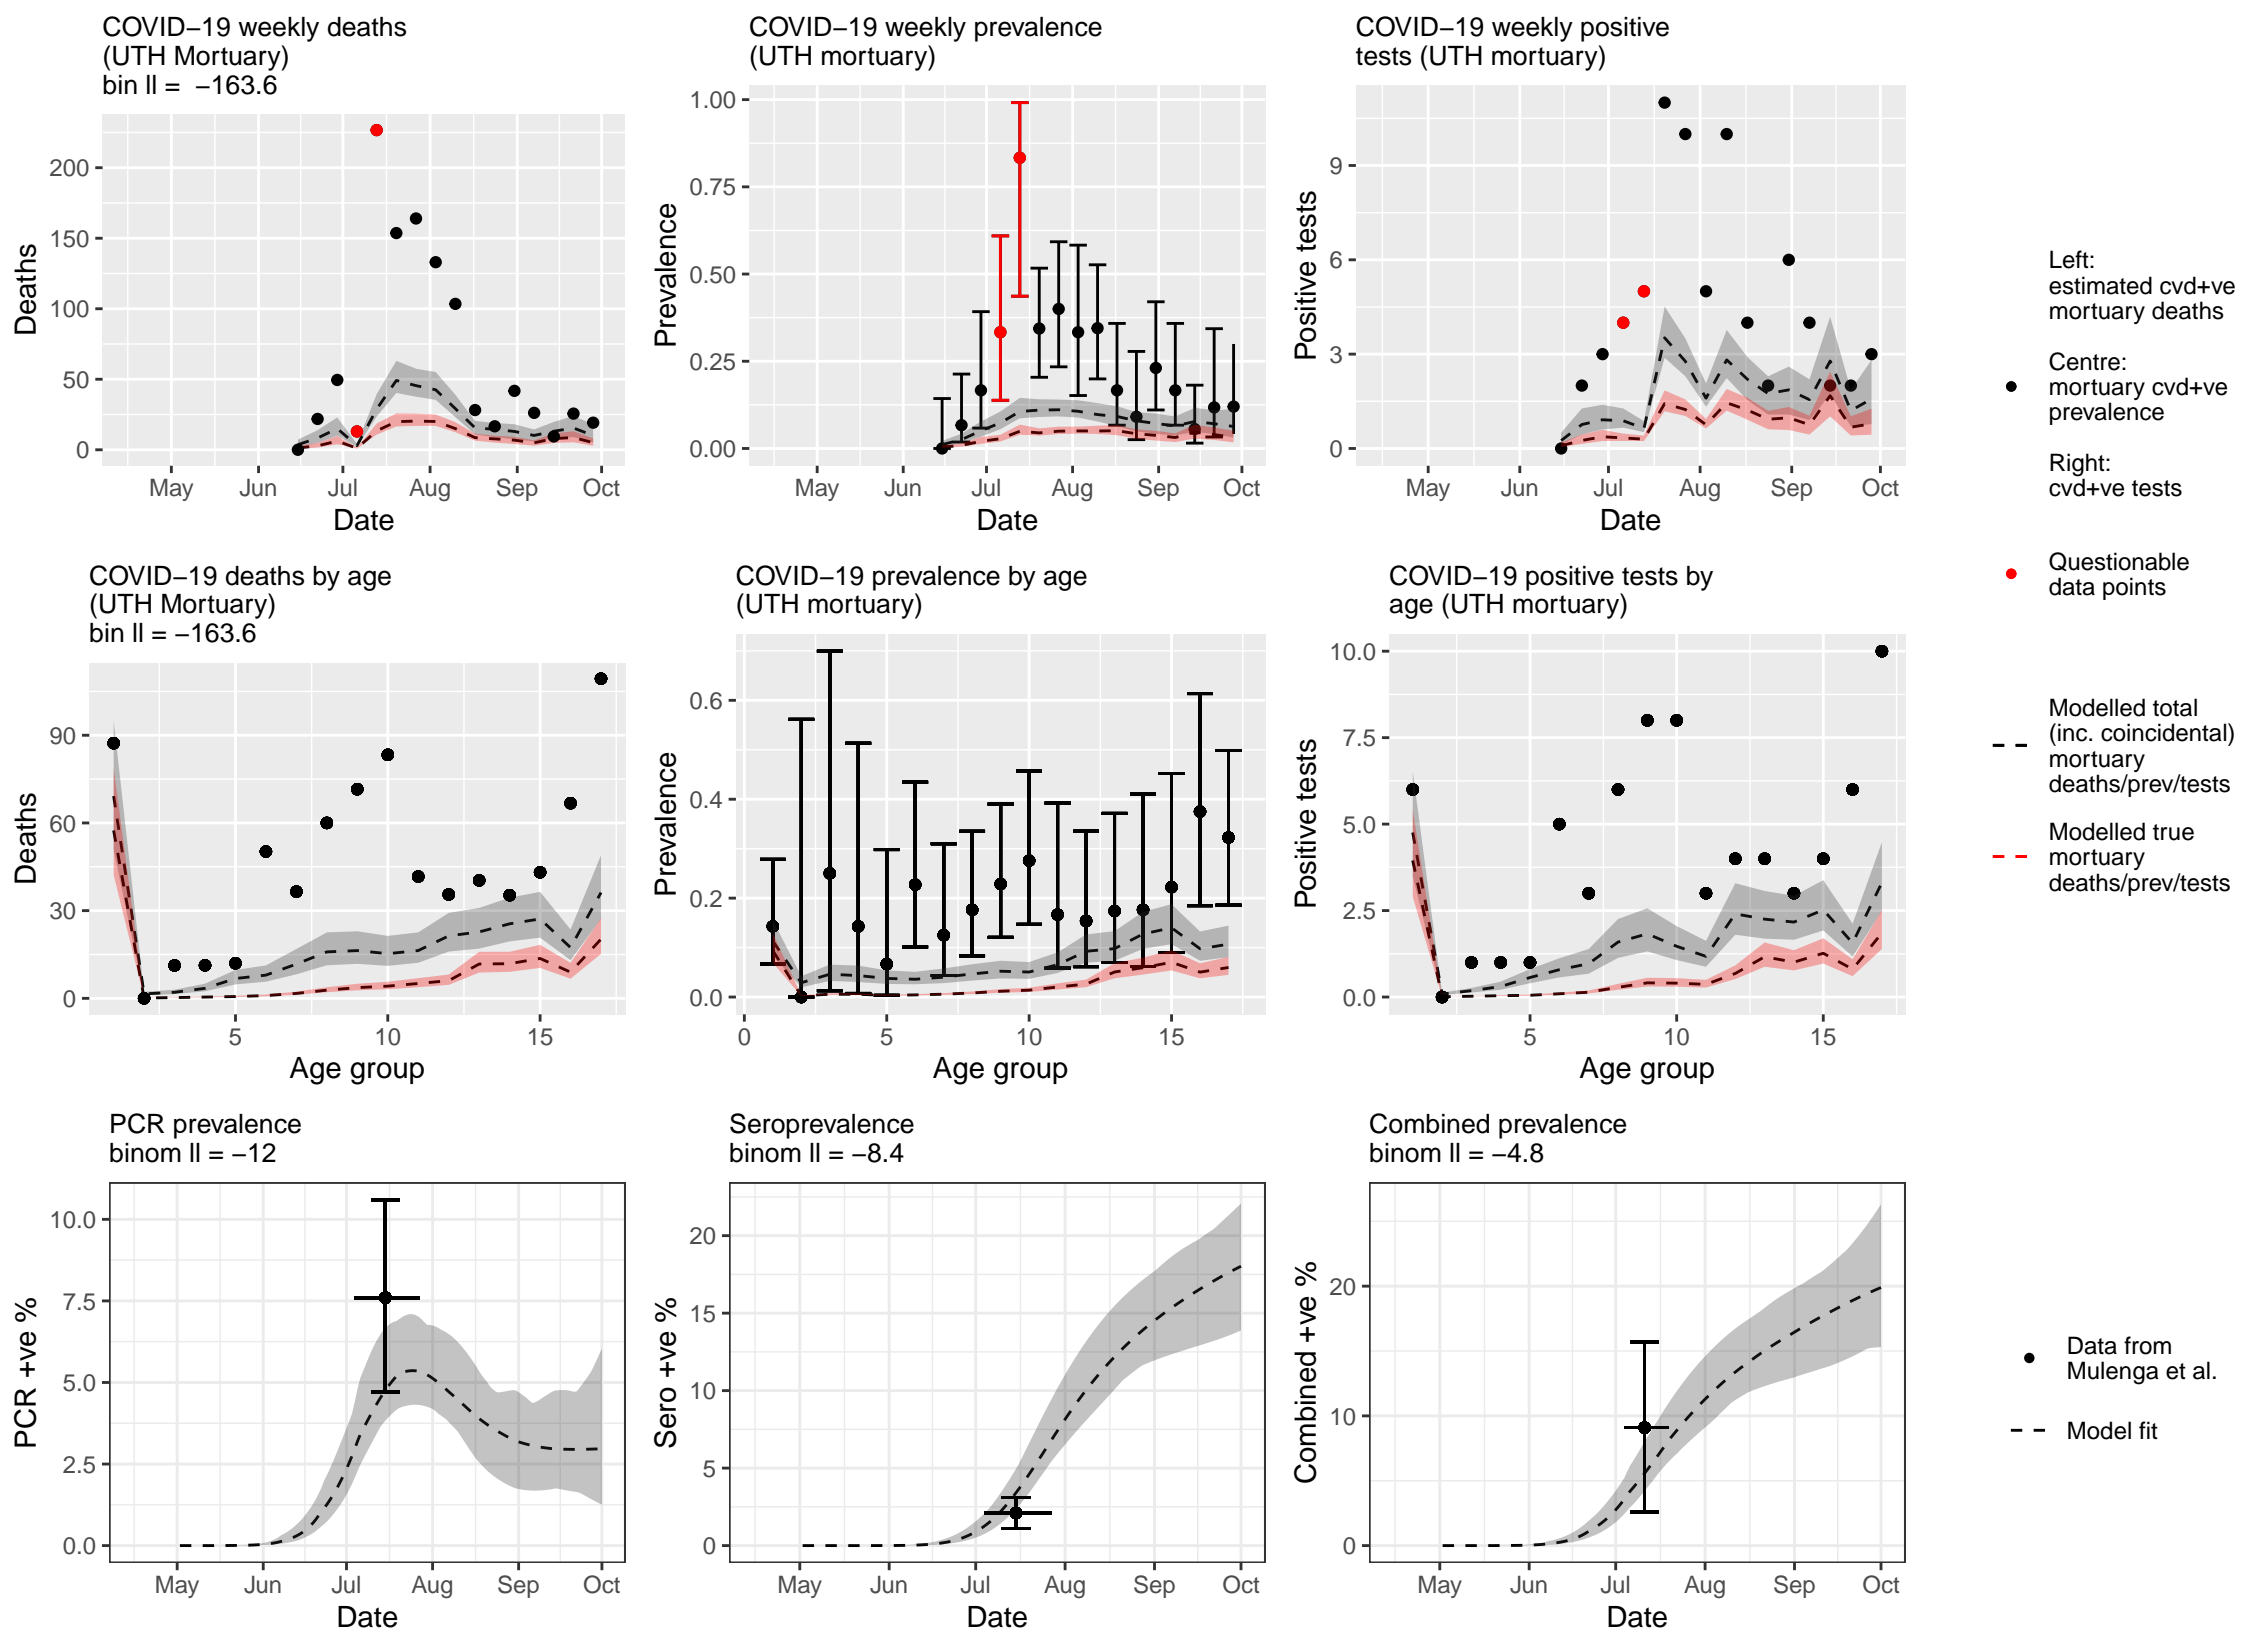 COVID−19 weekly deaths
(UTH Mortuary)
bin ll =  −163.6
COVID−19 weekly prevalence
(UTH mortuary)
COVID−19 weekly positive
tests (UTH mortuary)
Deaths
200
150
100
50
0
May Jun Jul Aug Sep Oct
Date
Prevalence
1.00
0.75
0.50
0.25
0.00
May Jun Jul Aug Sep Oct
Date
Positive tests
9
6
3
0
May Jun Jul Aug Sep Oct
Date
Left:
estimated cvd+ve
mortuary deaths
Centre:
mortuary cvd+ve
prevalence
Right:
cvd+ve tests
Questionable
data points
Modelled total
(inc. coincidental)
mortuary
deaths/prev/tests
Modelled true
mortuary
deaths/prev/tests
COVID−19 deaths by age
(UTH Mortuary)
bin ll = −163.6
COVID−19 prevalence by age
(UTH mortuary)
COVID−19 positive tests by
age (UTH mortuary)
Deaths
90
60
30
0
5 10 15
Age group
Prevalence
0.6
0.4
0.2
0.0
0 5 10 15
Age group
Positive tests
10.0
7.5
5.0
2.5
0.0
5 10 15
Age group
PCR prevalence
binom ll = −12
Seroprevalence
binom ll = −8.4
Combined prevalence
binom ll = −4.8
PCR +ve %
10.0
7.5
5.0
2.5
0.0
May Jun Jul Aug Sep Oct
Date
Sero +ve %
20
15
10
5
0
May Jun Jul Aug Sep Oct
Date
Combined +ve %
20
10
0
May Jun Jul Aug Sep Oct
Date
Data from
Mulenga et al.
Model fit